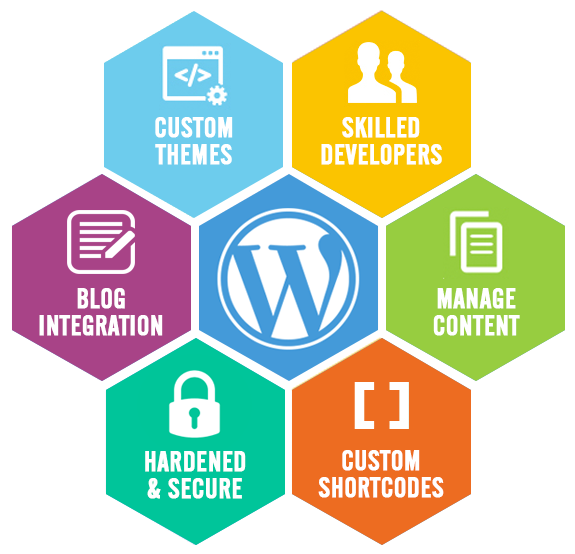 CUSTOM
THEMES
SKILLED
DEVELOPERS
BLOG
INTEGRATION
W
MANAGE
CONTENT
HARDENED
& SECURE
[ ]
CUSTOM
SHORTCODES